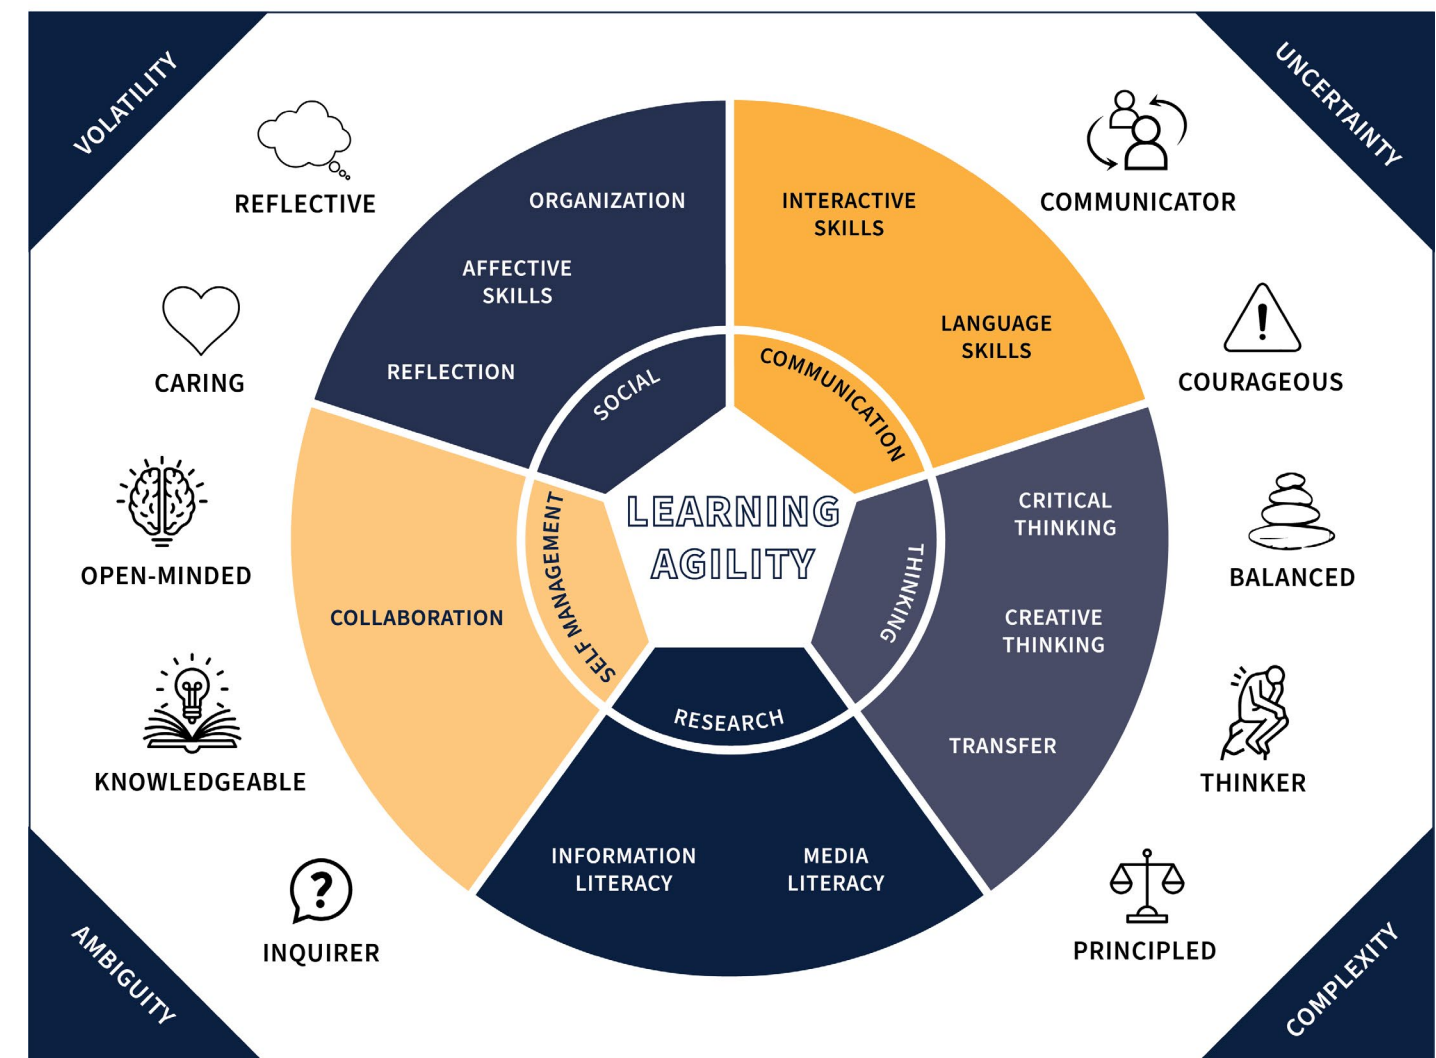 VOLATILITY
UNCERTAINTY
REFLECTIVE
COMMUNICATOR
ORGANIZATION
AFFECTIVE
SKILLS
REFLECTION
SOCIAL
INTERACTIVE
SKILLS
LANGUAGE
SKILLS
COMMUNICATION
CARING
COURAGEOUS
OPEN-MINDED
BALANCED
COLLABORATION
SELF MANAGEMENT
LEARNING
AGILITY
THINKING
CRITICAL
THINKING
CREATIVE
THINKING
TRANSFER
KNOWLEDGEABLE
THINKER
RESEARCH
INFORMATION
LITERACY
MEDIA
LITERACY
?
INQUIRER
PRINCIPLED
AMBIGUITY
COMPLEXITY